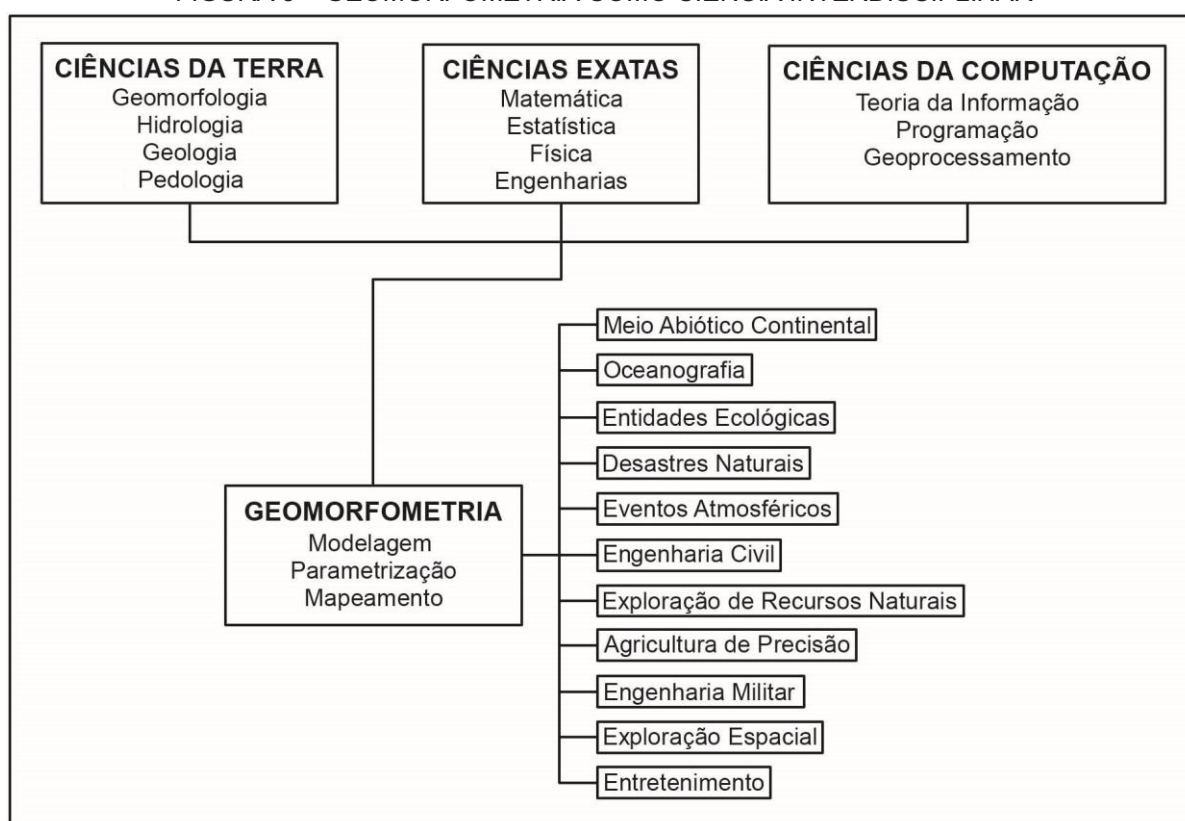 CIÊNCIAS DA TERRA
Geomorfologia
Hidrologia
Geologia
Pedologia
CIÊNCIAS EXATAS
Matemática
Estatística
Física
Engenharias
CIÊNCIAS DA COMPUTAÇÃO
Teoria da Informação
Programação
Geoprocessamento
GEOMORFOMETRIA
Modelagem
Parametrização
Mapeamento
Meio Abiótico Continental
Oceanografia
Entidades Ecológicas
Desastres Naturais
Eventos Atmosféricos
Engenharia Civil
Exploração de Recursos Naturais
Agricultura de Precisão
Engenharia Militar
Exploração Espacial
Entretenimento